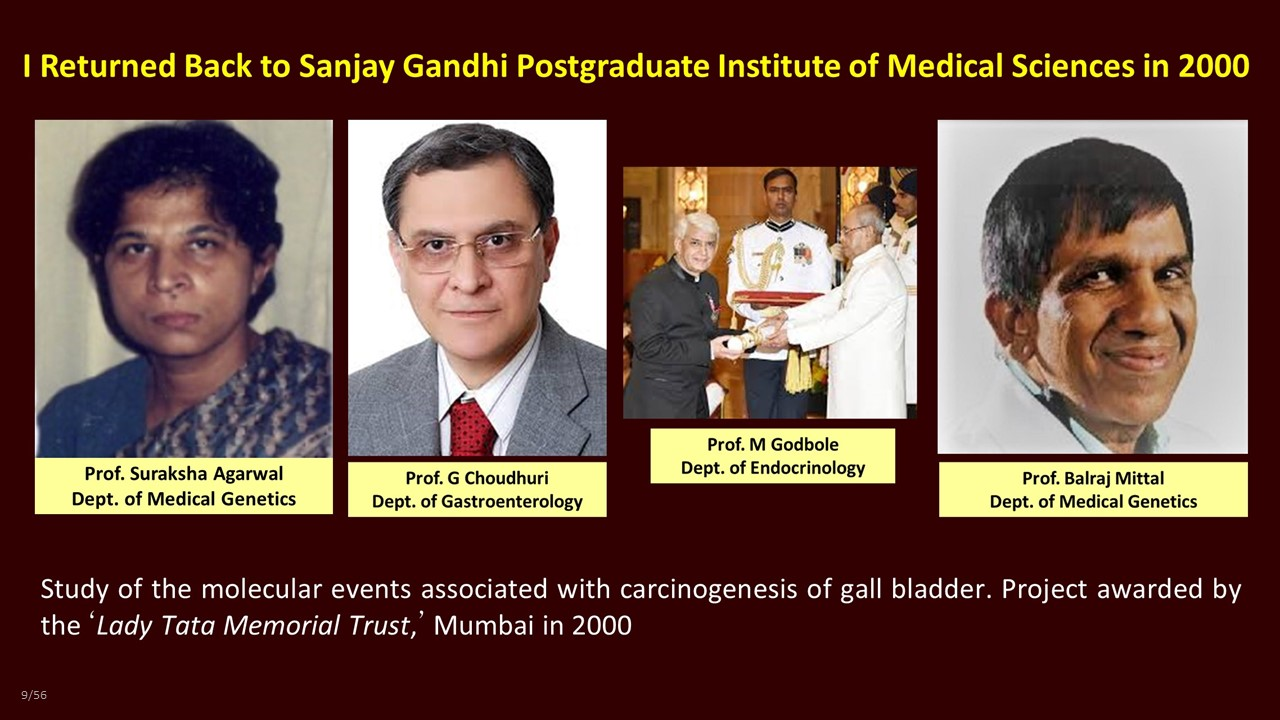 I Returned Back to Sanjay Gandhi Postgraduate Institute of Medical Sciences in 2000
Prof. Suraksha Agarwal
Dept. of Medical Genetics
Prof. G Choudhuri
Dept. of Gastroenterology
Prof. M Godbole
Dept. of Endocrinology
Prof. Balraj Mittal
Dept. of Medical Genetics
Study of the molecular events associated with carcinogenesis of gall bladder. Project awarded by
the ‘Lady Tata Memorial Trust,’ Mumbai in 2000
9/56